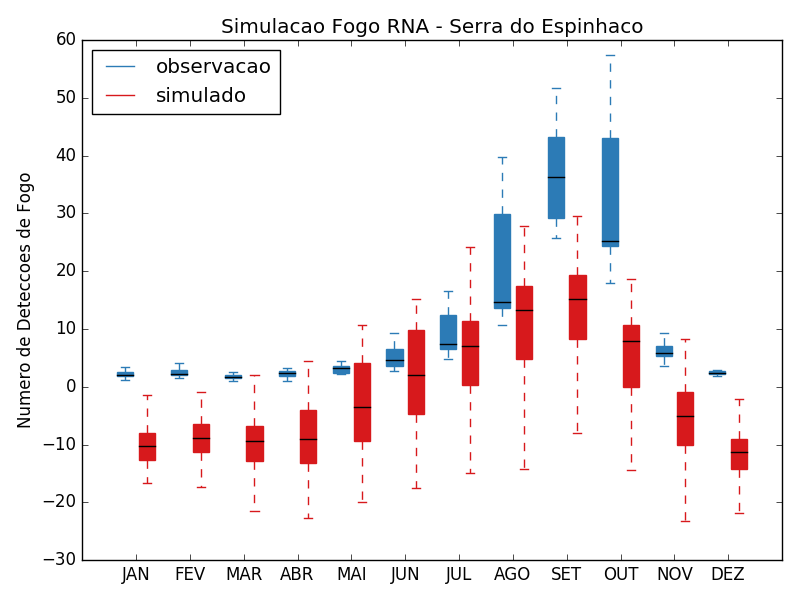 Simulacao Fogo RNA - Serra do Espinhaco
observacao
simulado
Numero de Deteccoes de Fogo
60
50
40
30
20
10
0
−10
−20
−30
JAN FEV MAR ABR MAI JUN JUL AGO SET OUT NOV DEZ